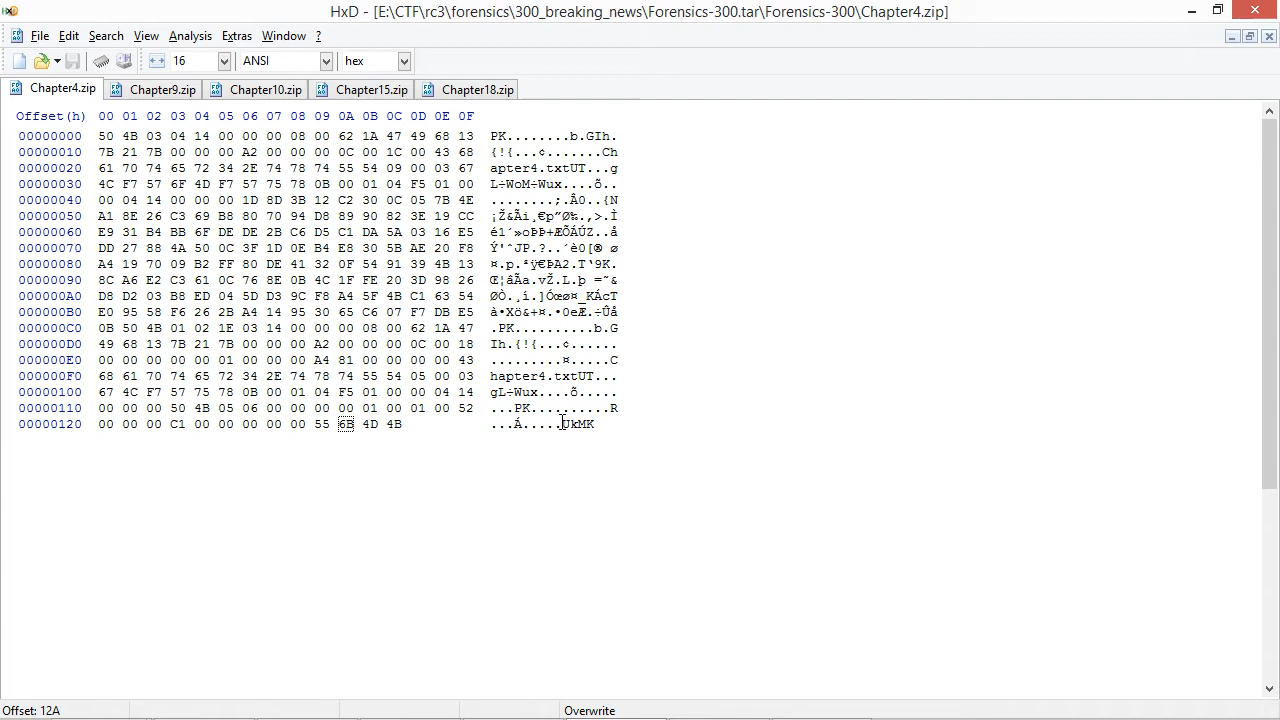 HxD - [E:\CTF\rc3\forensics\300_breaking_news\Forensics-300.tar\Forensics-300\Chapter4.zip]
File Edit Search View Analysis Extras Window ?
16 ANSI hex
Chapter4.zip Chapter9.zip Chapter10.zip Chapter15.zip Chapter18.zip
Offset(h) 00 01 02 03 04 05 06 07 08 09 0A 0B 0C 0D 0E 0F
00000000 50 4B 03 04 14 00 00 00 08 00 62 1A 47 49 68 13 PK........b.GIh.
00000010 7B 21 7B 00 00 00 A2 00 00 00 0C 00 1C 00 43 68 {!{...¢.......Ch
00000020 61 70 74 65 72 34 2E 74 78 74 55 54 09 00 03 67 apter4.txtUT...g
00000030 4C F7 57 6F 4D F7 57 75 78 0B 00 01 04 F5 01 00 L÷WoM÷Wux....õ..
00000040 00 04 14 00 00 00 1D 8D 3B 12 C2 30 0C 05 7B 4E ........;.Â0..{N
00000050 A1 8E 26 C3 69 B8 80 70 94 D8 89 90 82 3E 19 CC ¡Ž&Ãi¸€p”Ø‰.‚>.Ì
00000060 E9 31 B4 BB 6F DE DE 2B C6 D5 C1 DA 5A 03 16 E5 é1´»oÞÞ+ÆÕÁÚZ..å
00000070 DD 27 88 4A 50 0C 3F 1D 0E B4 E8 30 5B AE 20 F8 Ý'ˆJP.?..´è0[® ø
00000080 A4 19 70 09 B2 FF 80 DE 41 32 0F 54 91 39 4B 13 ¤.p.²ÿ€ÞA2.T‘9K.
00000090 8C A6 E2 C3 61 0C 76 8E 0B 4C 1F FE 20 3D 98 26 Œ¦âÃa.vŽ.L.þ =˜&
000000A0 D8 D2 03 B8 ED 04 5D D3 9C F8 A4 5F 4B C1 63 54 ØÒ.¸í.]Óœø¤_KÁcT
000000B0 E0 95 58 F6 26 2B A4 14 95 30 65 C6 07 F7 DB E5 à•Xö&+¤.•0eÆ.÷Ûå
000000C0 0B 50 4B 01 02 1E 03 14 00 00 00 08 00 62 1A 47 .PK..........b.G
000000D0 49 68 13 7B 21 7B 00 00 00 A2 00 00 00 0C 00 18 Ih.{!{...¢......
000000E0 00 00 00 00 00 01 00 00 00 A4 81 00 00 00 00 43 .........¤.....C
000000F0 68 61 70 74 65 72 34 2E 74 78 74 55 54 05 00 03 hapter4.txtUT...
00000100 67 4C F7 57 75 78 0B 00 01 04 F5 01 00 00 04 14 gL÷Wux....õ.....
00000110 00 00 00 50 4B 05 06 00 00 00 00 01 00 01 00 52 ...PK..........R
00000120 00 00 00 C1 00 00 00 00 00 55 6B 4D 4B ...Á.....UkMK
Offset: 12A Overwrite